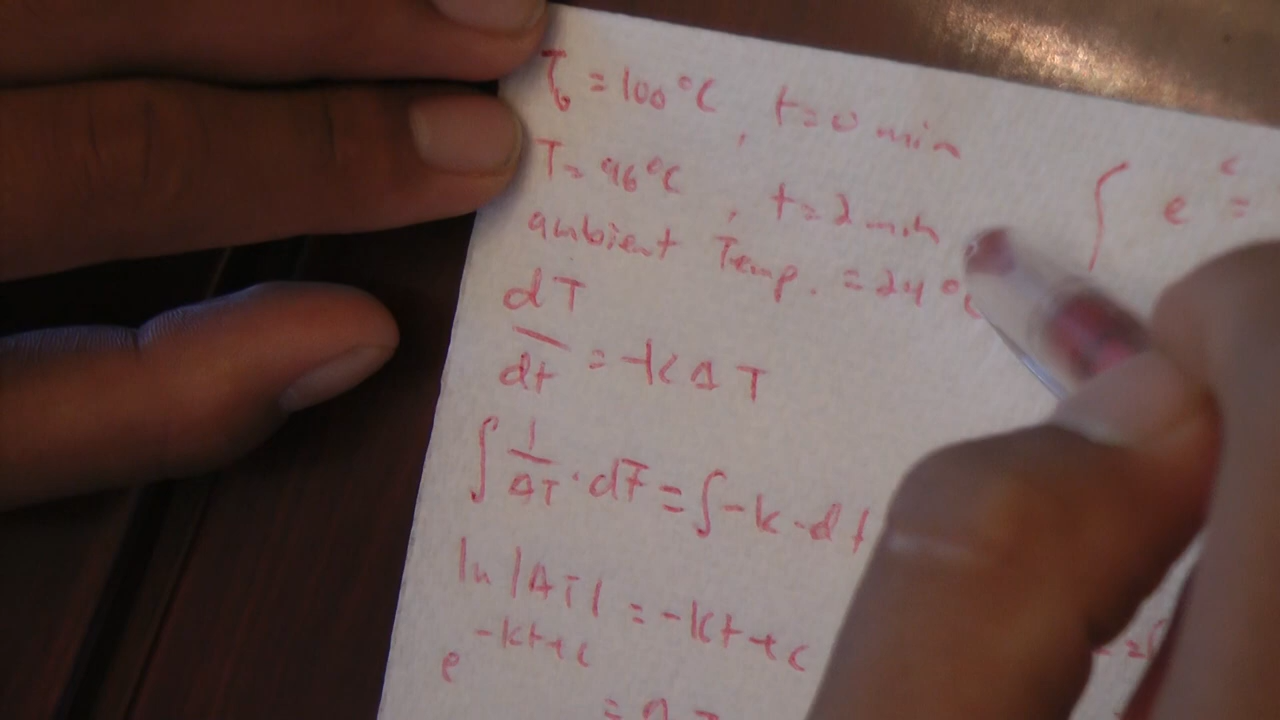 T₀ = 100°C , t=0 min
T= 96°C , t=2 min
ambient Temp. = 24°C
dT/dt = -kΔT
∫ 1/ΔT · dT = ∫-k·dt
ln |ΔT| = -kt+c
e^(-kt+c) = ΔT
e^c =